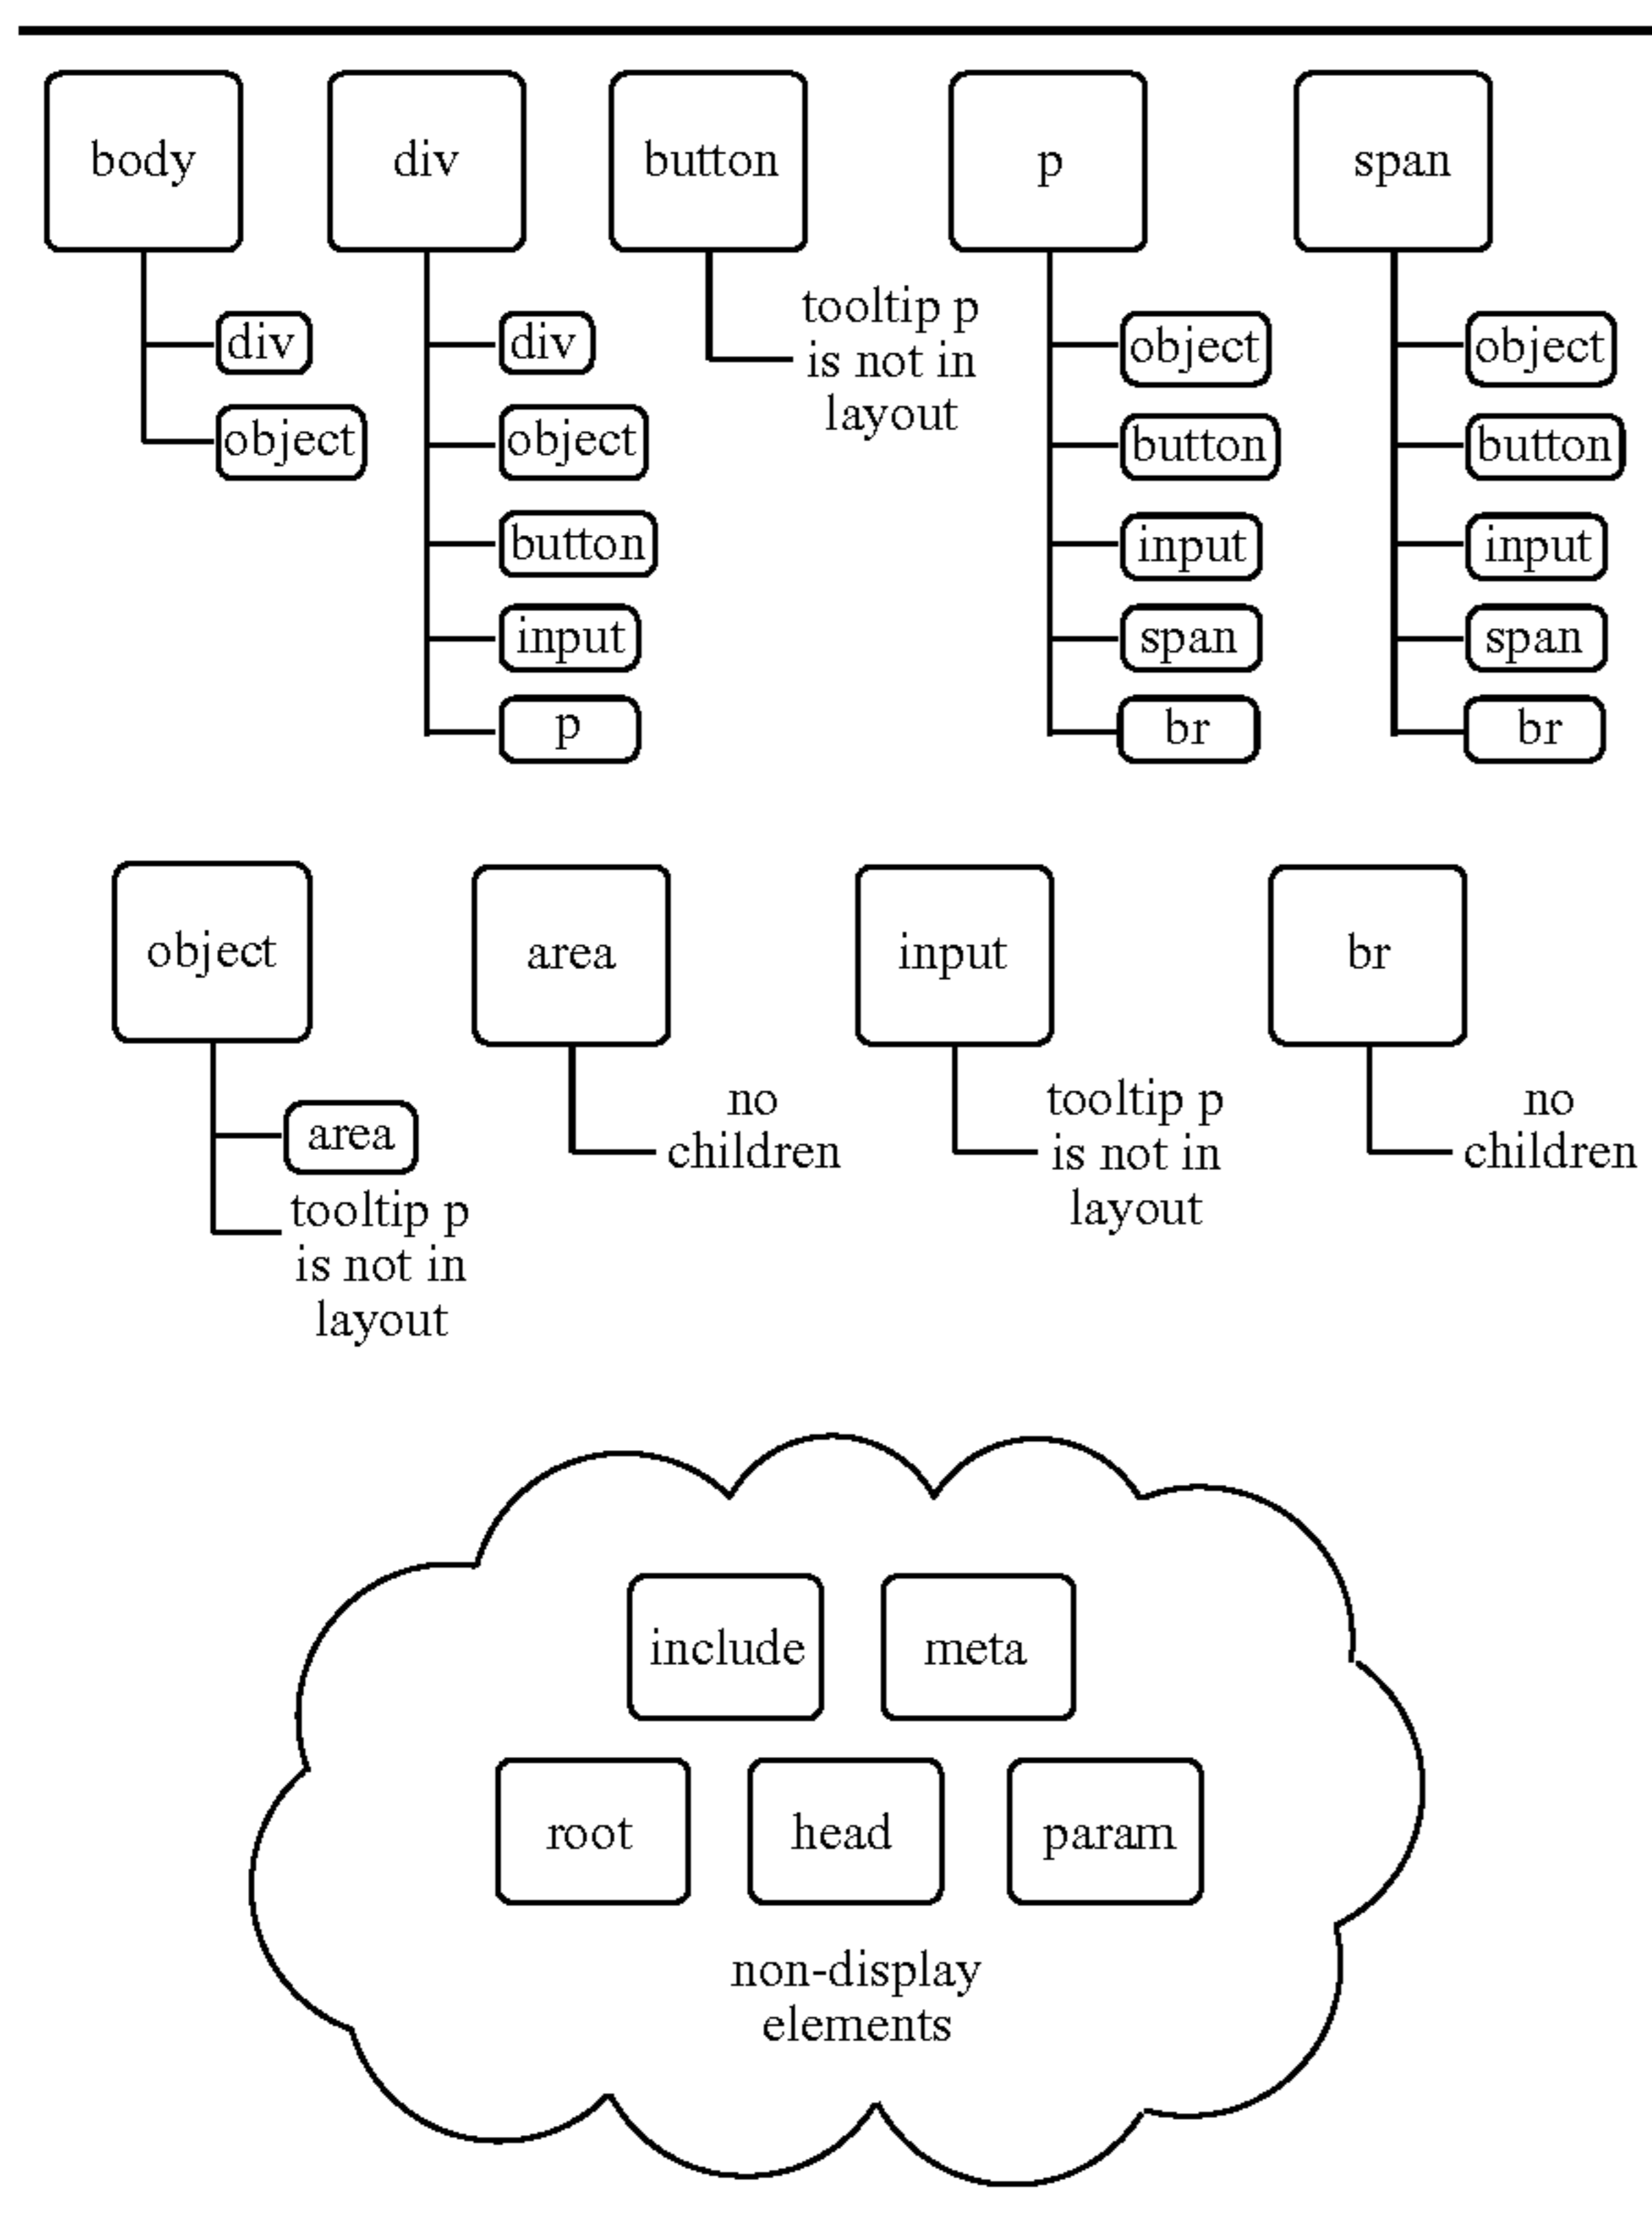 body
div
object
div
div
object
button
input
p
button
tooltip p
is not in
layout
p
object
button
input
span
br
span
object
button
input
span
br
object
area
tooltip p
is not in
layout
area
no
children
input
tooltip p
is not in
layout
br
no
children
include
meta
root
head
param
non-display
elements